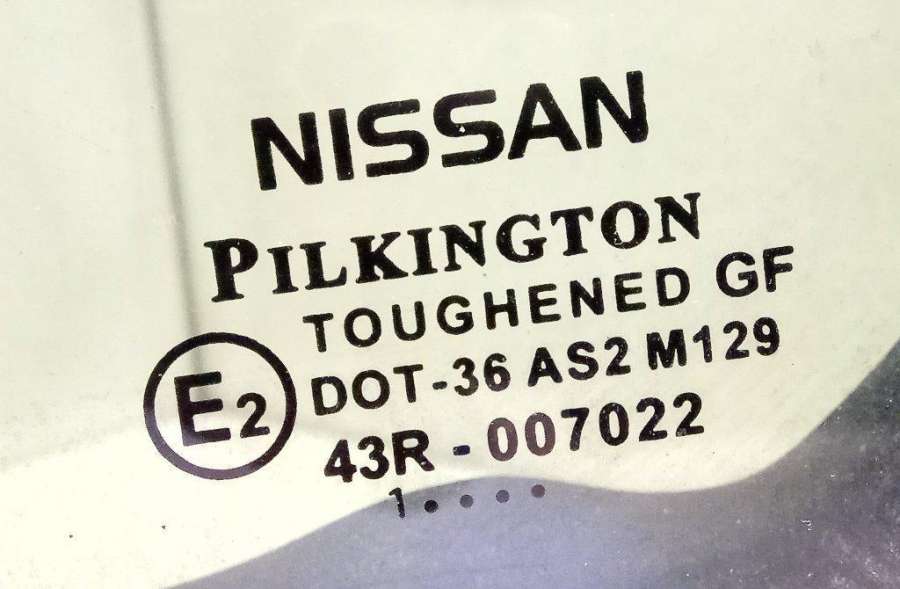 NISSAN
PILKINGTON
TOUGHENED GF
E2
DOT-36 AS2 M129
43R - 007022
1 • • • •